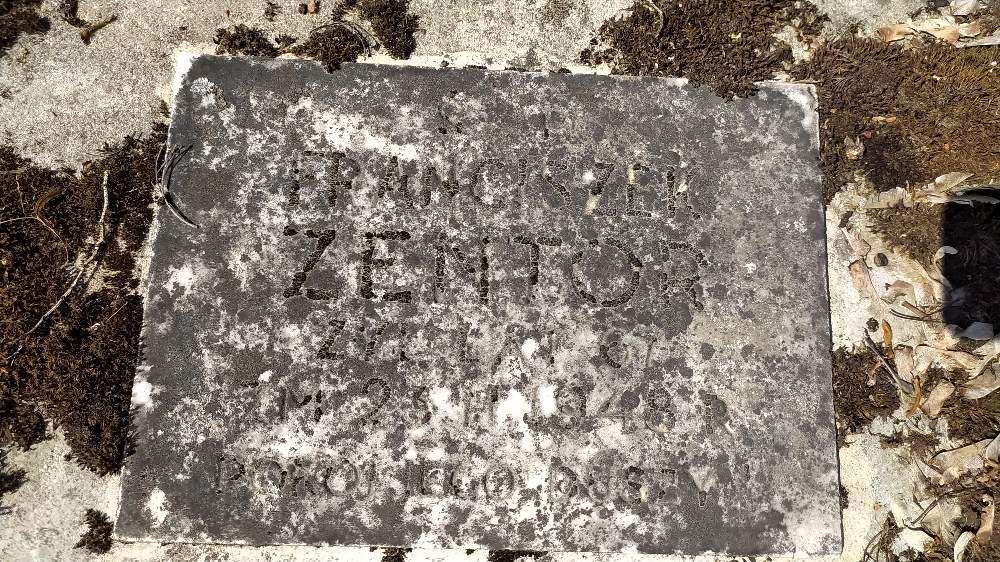 Ś T
FRANCISZEK
ZENTOR
ŻYŁ LAT 67
ZM 23 II 1948 R
POKÓJ JEGO DUSZY